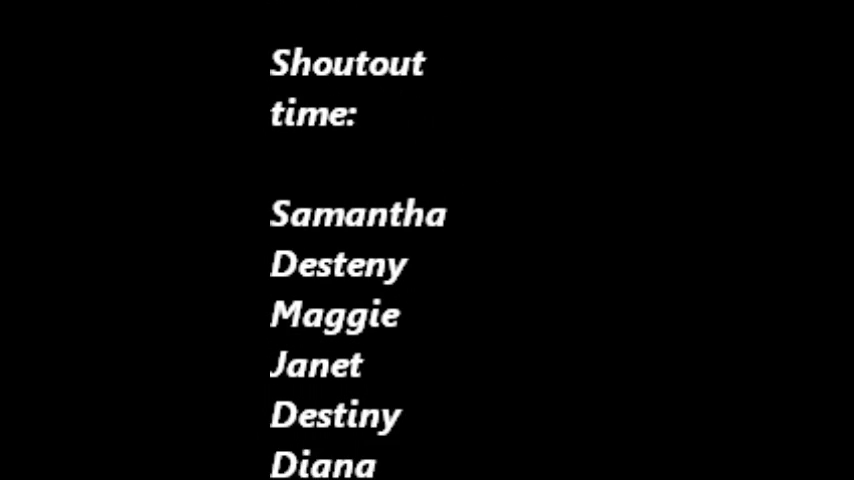 Shoutout
time:
Samantha
Desteny
Maggie
Janet
Destiny
Diana